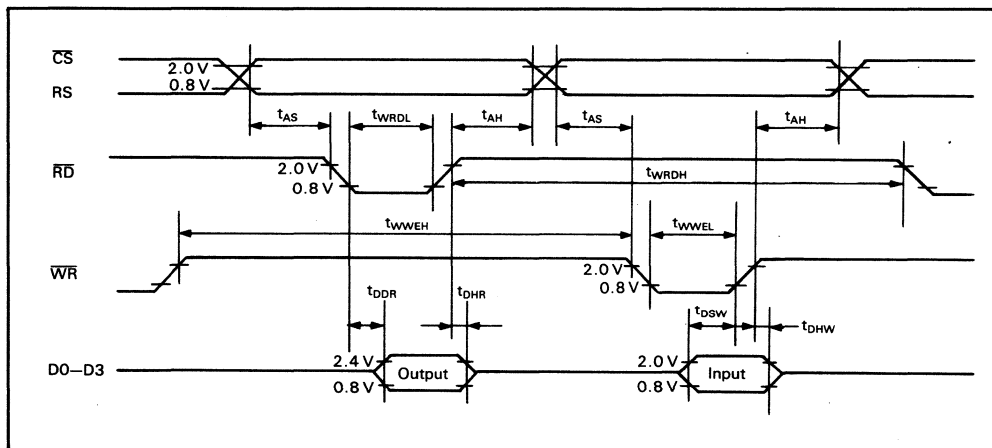 CS
2.0 V
0.8 V
RS
tAS tWRDL tAH tAS tAH
RD
2.0 V
0.8 V
tWRDH
tWWEH tWWEL
WR
2.0 V
0.8 V
tDDR tDHR tDSW tDHW
D0—D3
2.4 V Output 2.0 V Input
0.8 V 0.8 V